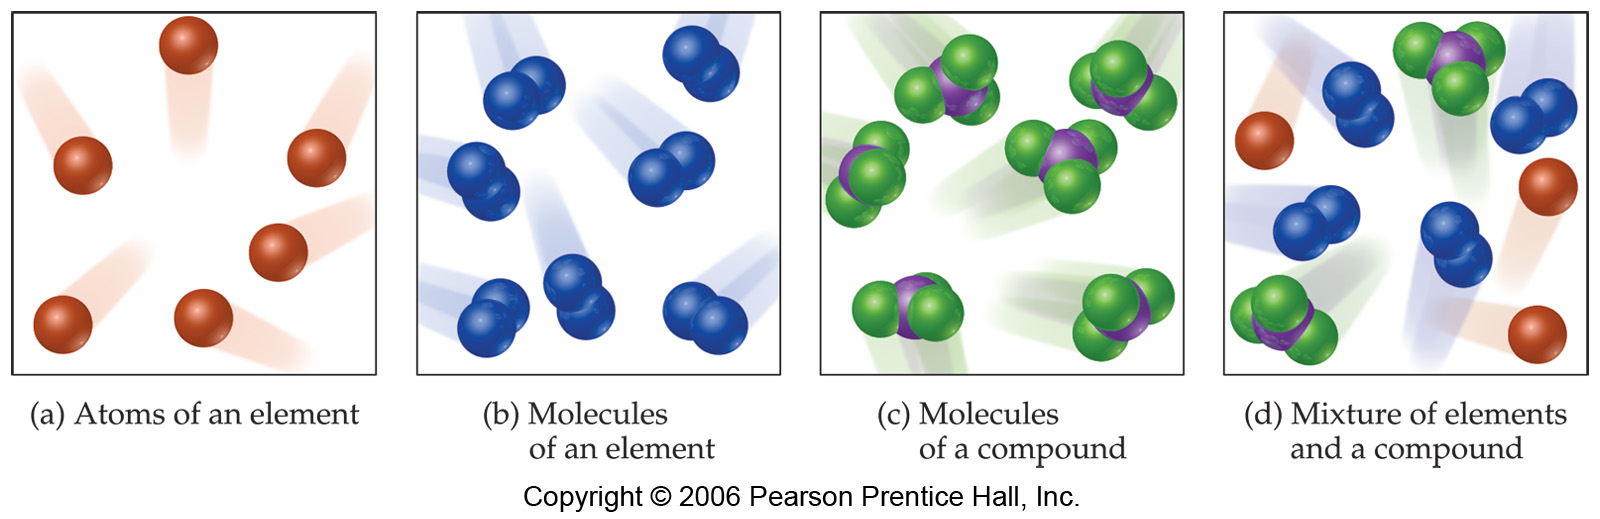 (a) Atoms of an element
(b) Molecules
of an element
(c) Molecules
of a compound
(d) Mixture of elements
and a compound
Copyright © 2006 Pearson Prentice Hall, Inc.